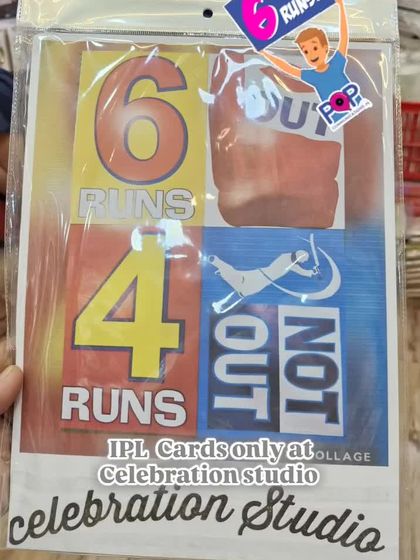 6
RUNS!
POP
6
RUNS
OUT
4
RUNS
NOT
OUT
IPL Cards only at
Celebration studio
OLLAGE
celebration Studio